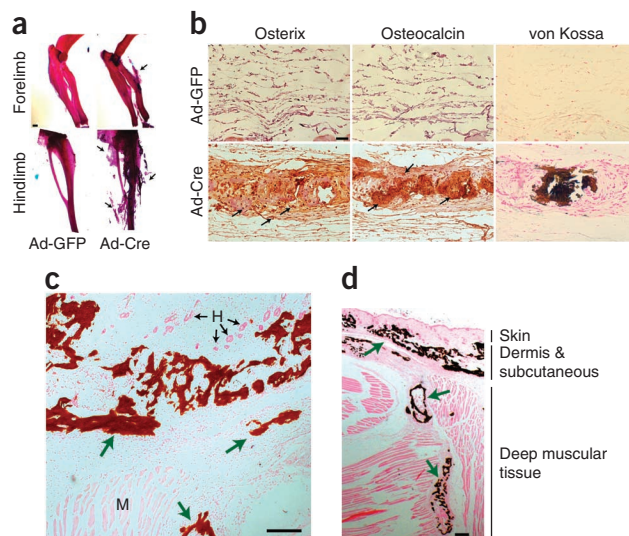 a
Forelimb
Hindlimb
Ad-GFP
Ad-Cre
b
Osterix
Osteocalcin
von Kossa
Ad-GFP
Ad-Cre
c
H
M
d
Skin
Dermis &
subcutaneous
Deep muscular
tissue